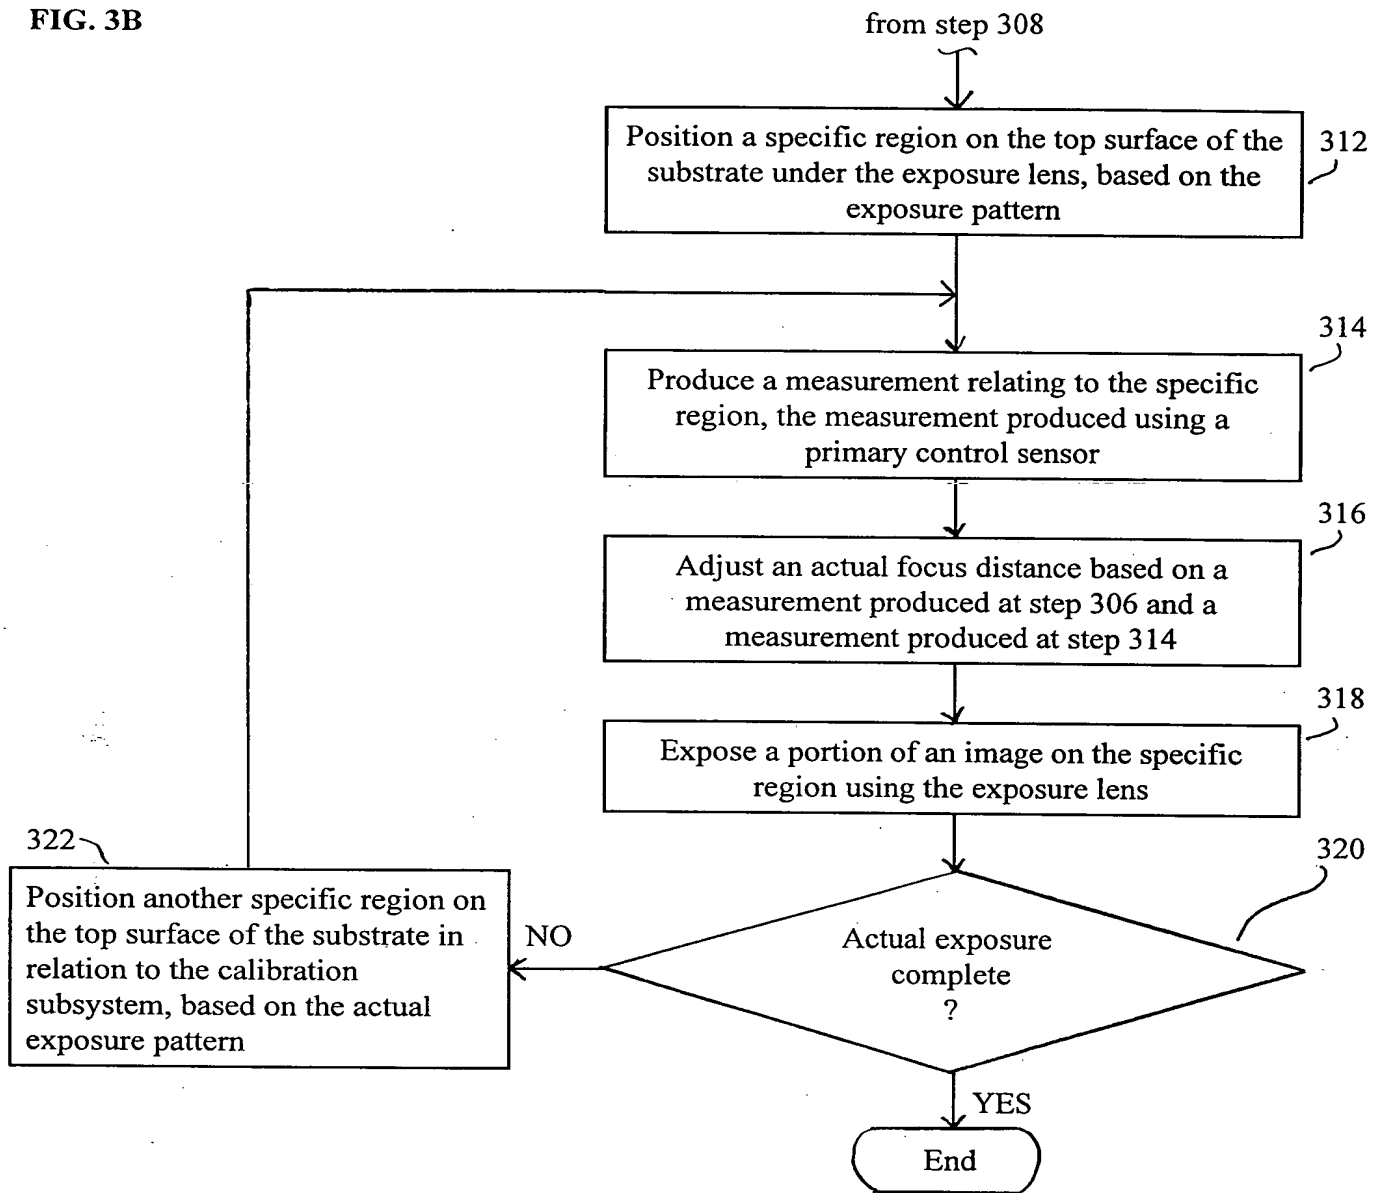 FIG. 3B
from step 308
Position a specific region on the top surface of the
substrate under the exposure lens, based on the
exposure pattern
312
314
Produce a measurement relating to the specific
region, the measurement produced using a
primary control sensor
316
Adjust an actual focus distance based on a
measurement produced at step 306 and a
measurement produced at step 314
318
Expose a portion of an image on the specific
region using the exposure lens
320
Actual exposure
complete
?
322
Position another specific region on
the top surface of the substrate in
relation to the calibration
subsystem, based on the actual
exposure pattern
NO
YES
End